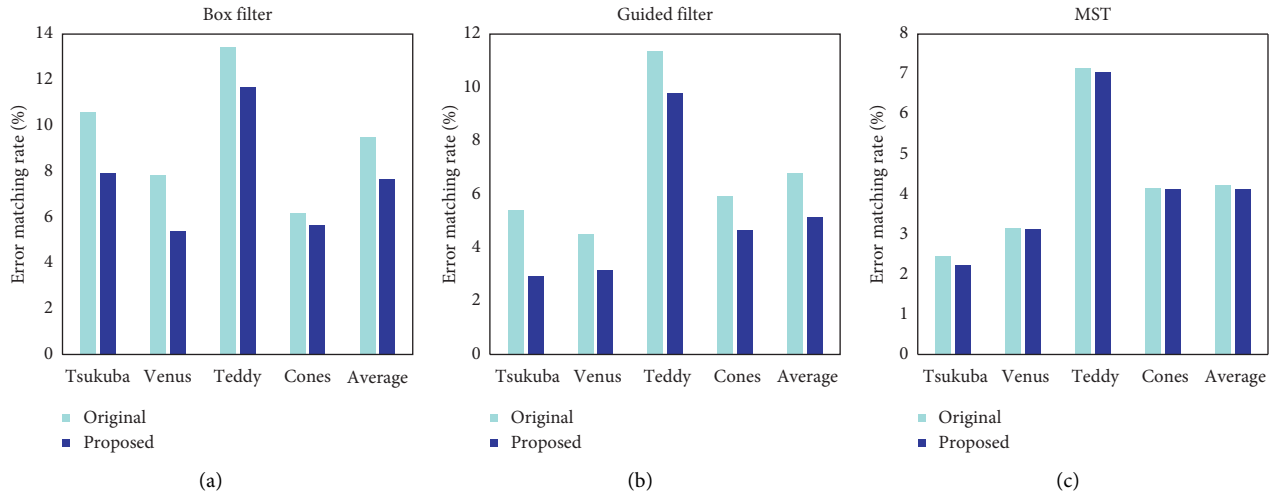 Box filter
Error matching rate (%)
14
12
10
8
6
4
2
0
Tsukuba Venus Teddy Cones Average
Original
Proposed
(a)
Guided filter
Error matching rate (%)
12
10
8
6
4
2
0
Tsukuba Venus Teddy Cones Average
Original
Proposed
(b)
MST
Error matching rate (%)
8
7
6
5
4
3
2
1
0
Tsukuba Venus Teddy Cones Average
Original
Proposed
(c)